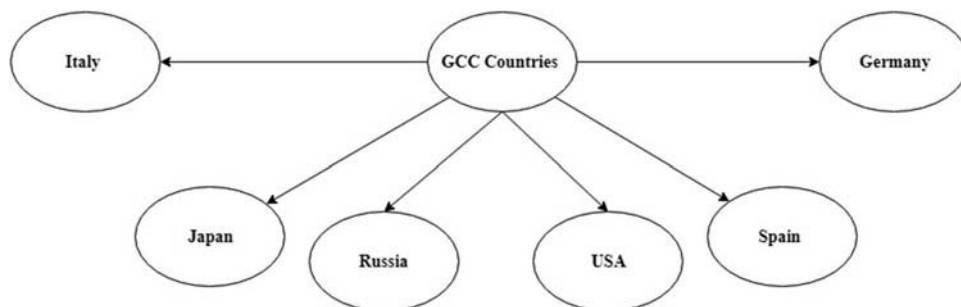 Italy
GCC Countries
Germany
Japan
Russia
USA
Spain